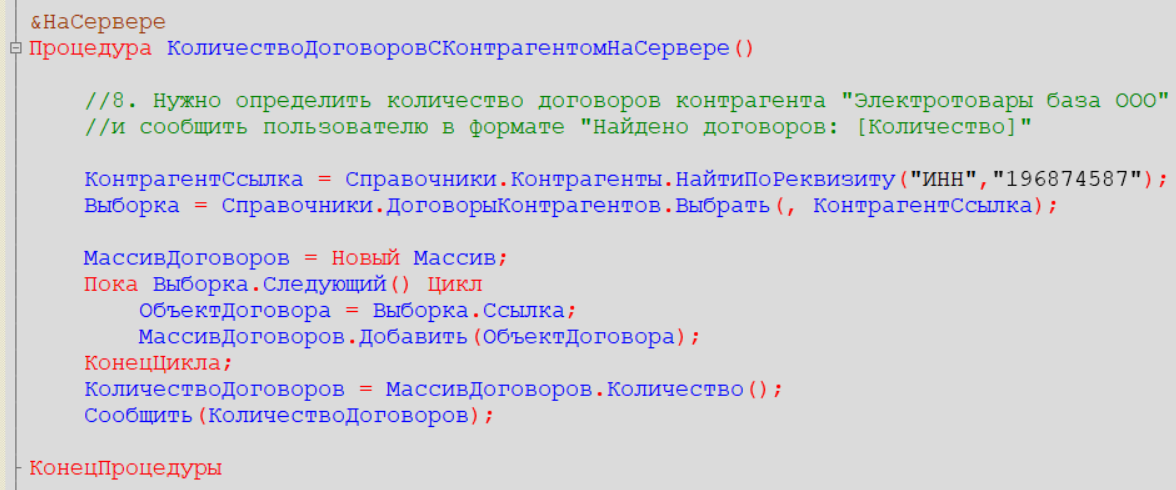 &НаСервере
Процедура КоличествоДоговоровСКонтрагентомНаСервере()
//8. Нужно определить количество договоров контрагента "Электротовары база ООО"
//и сообщить пользователю в формате "Найдено договоров: [Количество]"
КонтрагентСсылка = Справочники.Контрагенты.НайтиПоРеквизиту("ИНН","196874587");
Выборка = Справочники.ДоговорыКонтрагентов.Выбрать(, КонтрагентСсылка);
МассивДоговоров = Новый Массив;
Пока Выборка.Следующий() Цикл
ОбъектДоговора = Выборка.Ссылка;
МассивДоговоров.Добавить(ОбъектДоговора);
КонецЦикла;
КоличествоДоговоров = МассивДоговоров.Количество();
Сообщить(КоличествоДоговоров);
КонецПроцедуры